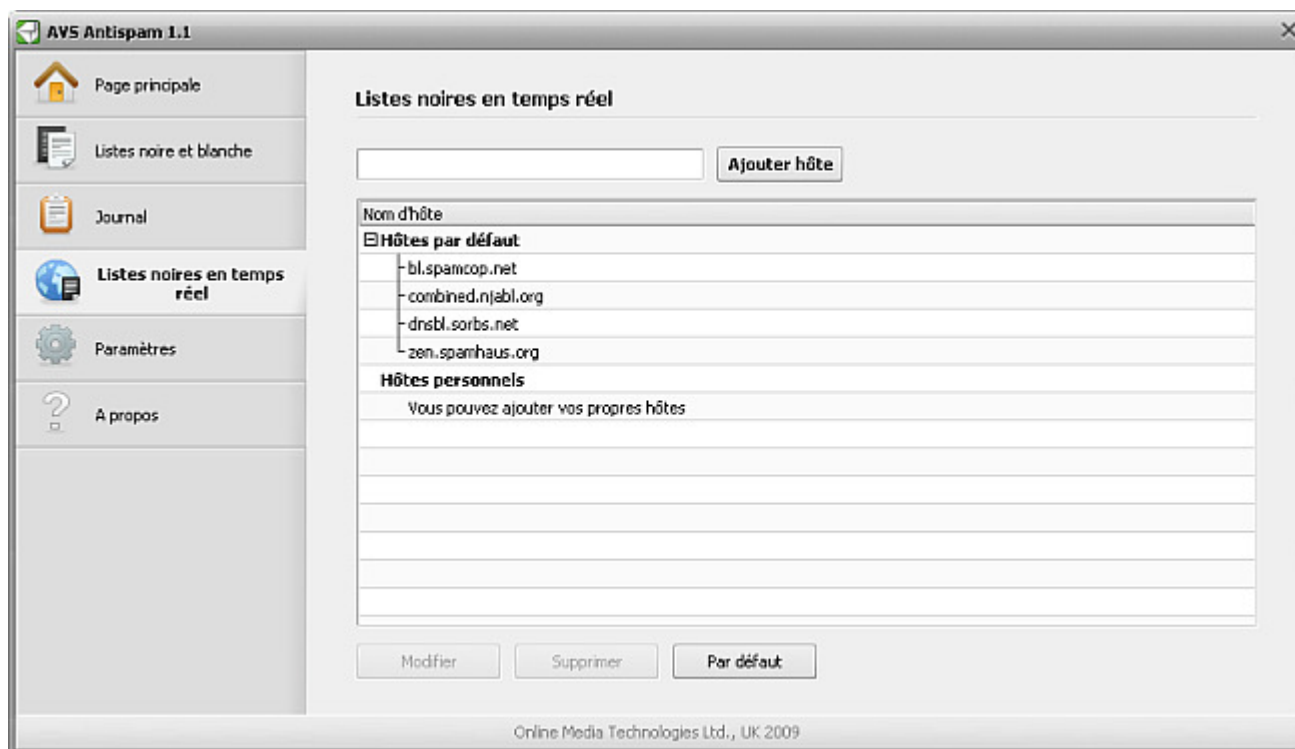 AVS Antispam 1.1
Page principale
Listes noire et blanche
Journal
Listes noires en temps
réel
Paramètres
A propos
Listes noires en temps réel
Ajouter hôte
Nom d'hôte
Hôtes par défaut
bl.spamcop.net
combined.njabl.org
dnsbl.sorbs.net
zen.spamhaus.org
Hôtes personnels
Vous pouvez ajouter vos propres hôtes
Modifier
Supprimer
Par défaut
Online Media Technologies Ltd., UK 2009